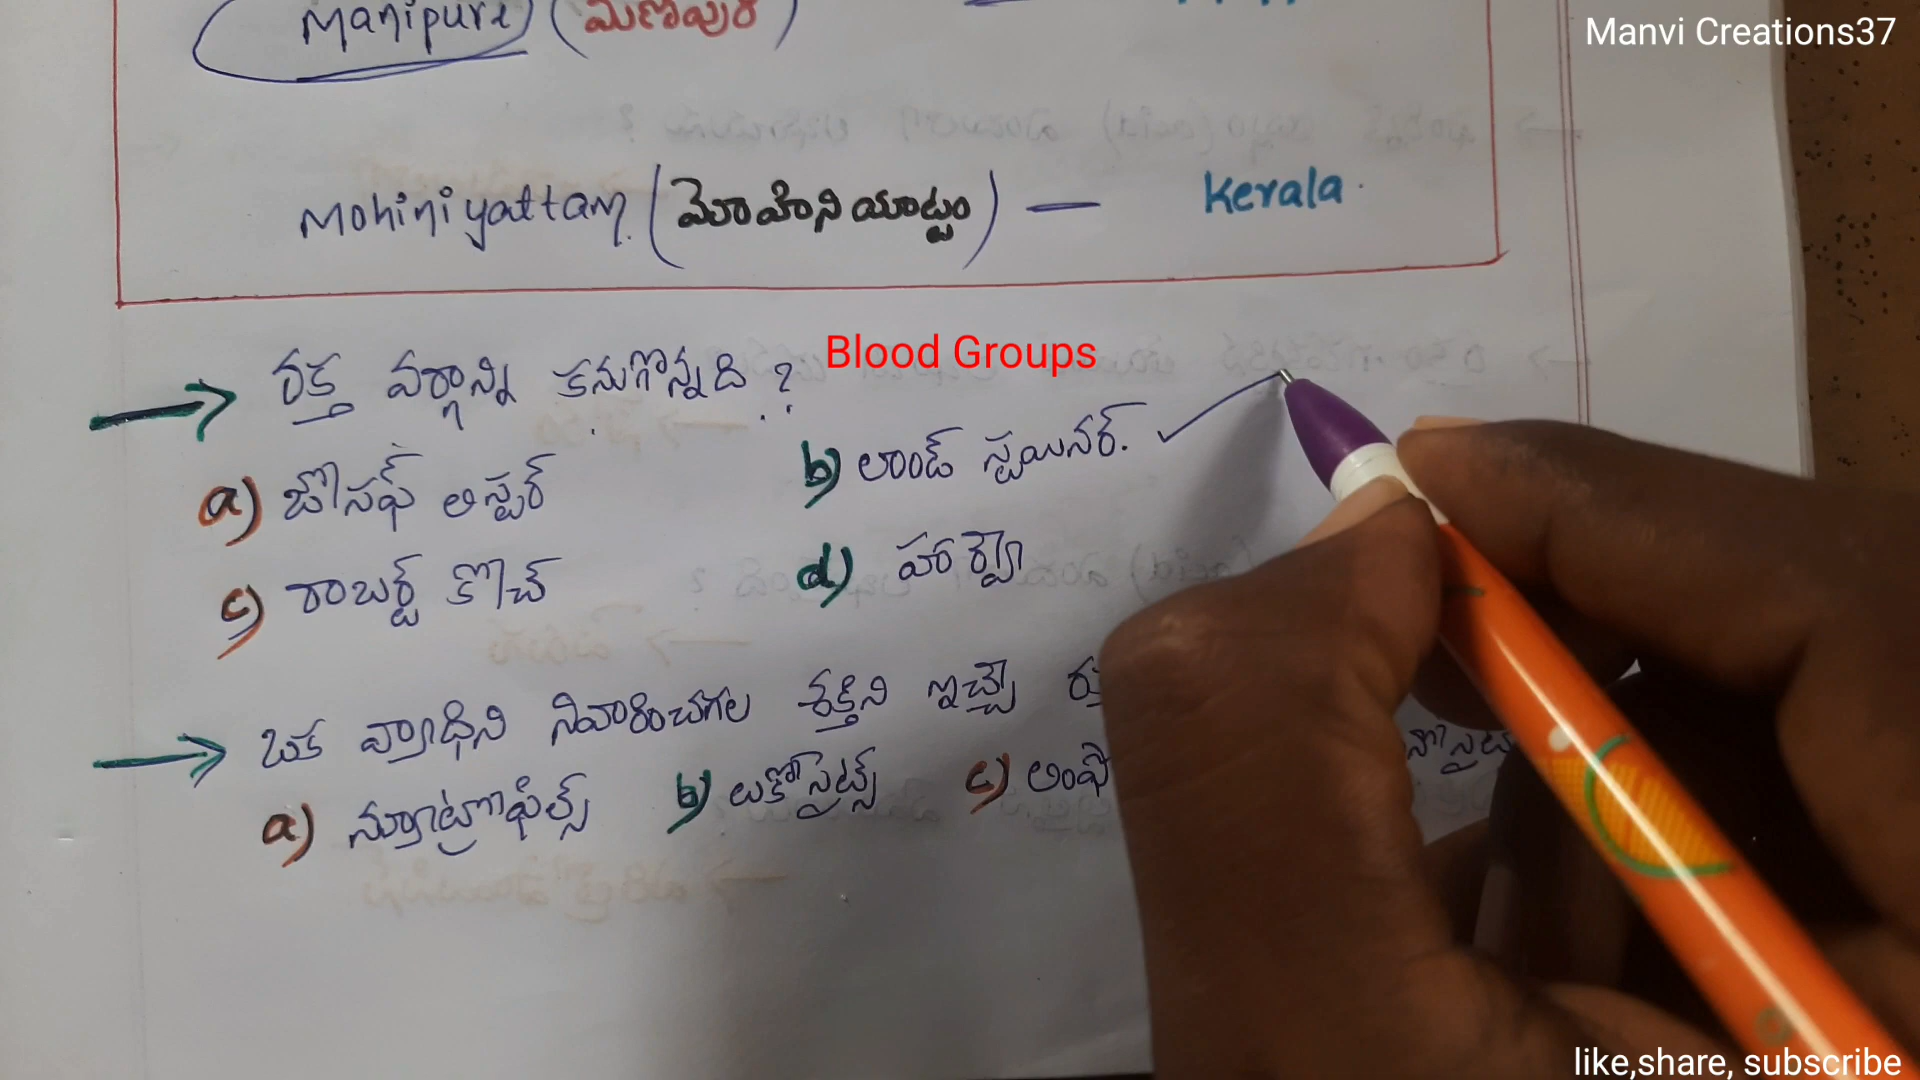 Manvi Creations37
Manipuri (మణిపురి)
Mohiniyattam (మోహినియాట్టం) — Kerala
రక్త వర్గాన్ని కనుగొన్నది ? Blood Groups
a) జోసఫ్ లిస్టర్ b) లాండ్ స్టయినర్.
c) రాబర్ట్ కోచ్ d) హార్వే
ఒక వ్యాధిని నివారించగల శక్తిని ఇచ్చే
a) న్యూట్రోఫిల్స్ b) ల్యుకోసైట్స్ c)
like,share, subscribe